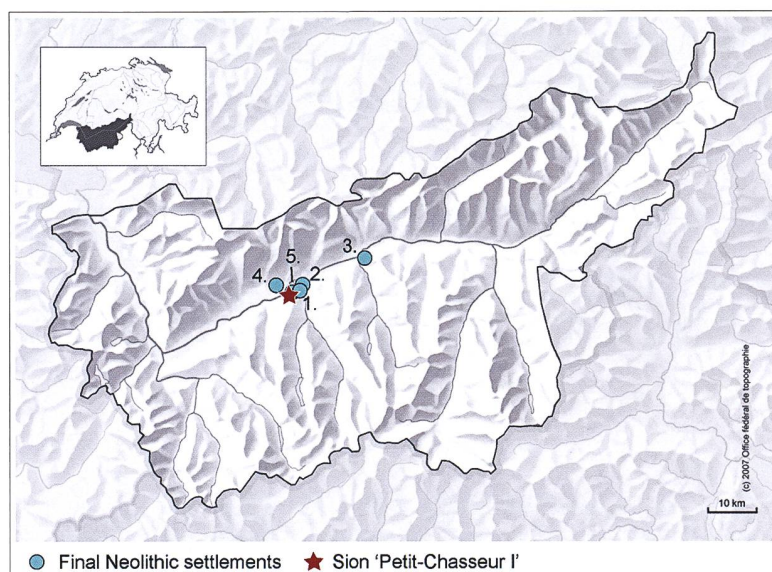 5.
3.
4.
2.
1.
(c) 2007 Office fédéral de topographie
10 km
Final Neolithic settlements
Sion 'Petit-Chasseur I'